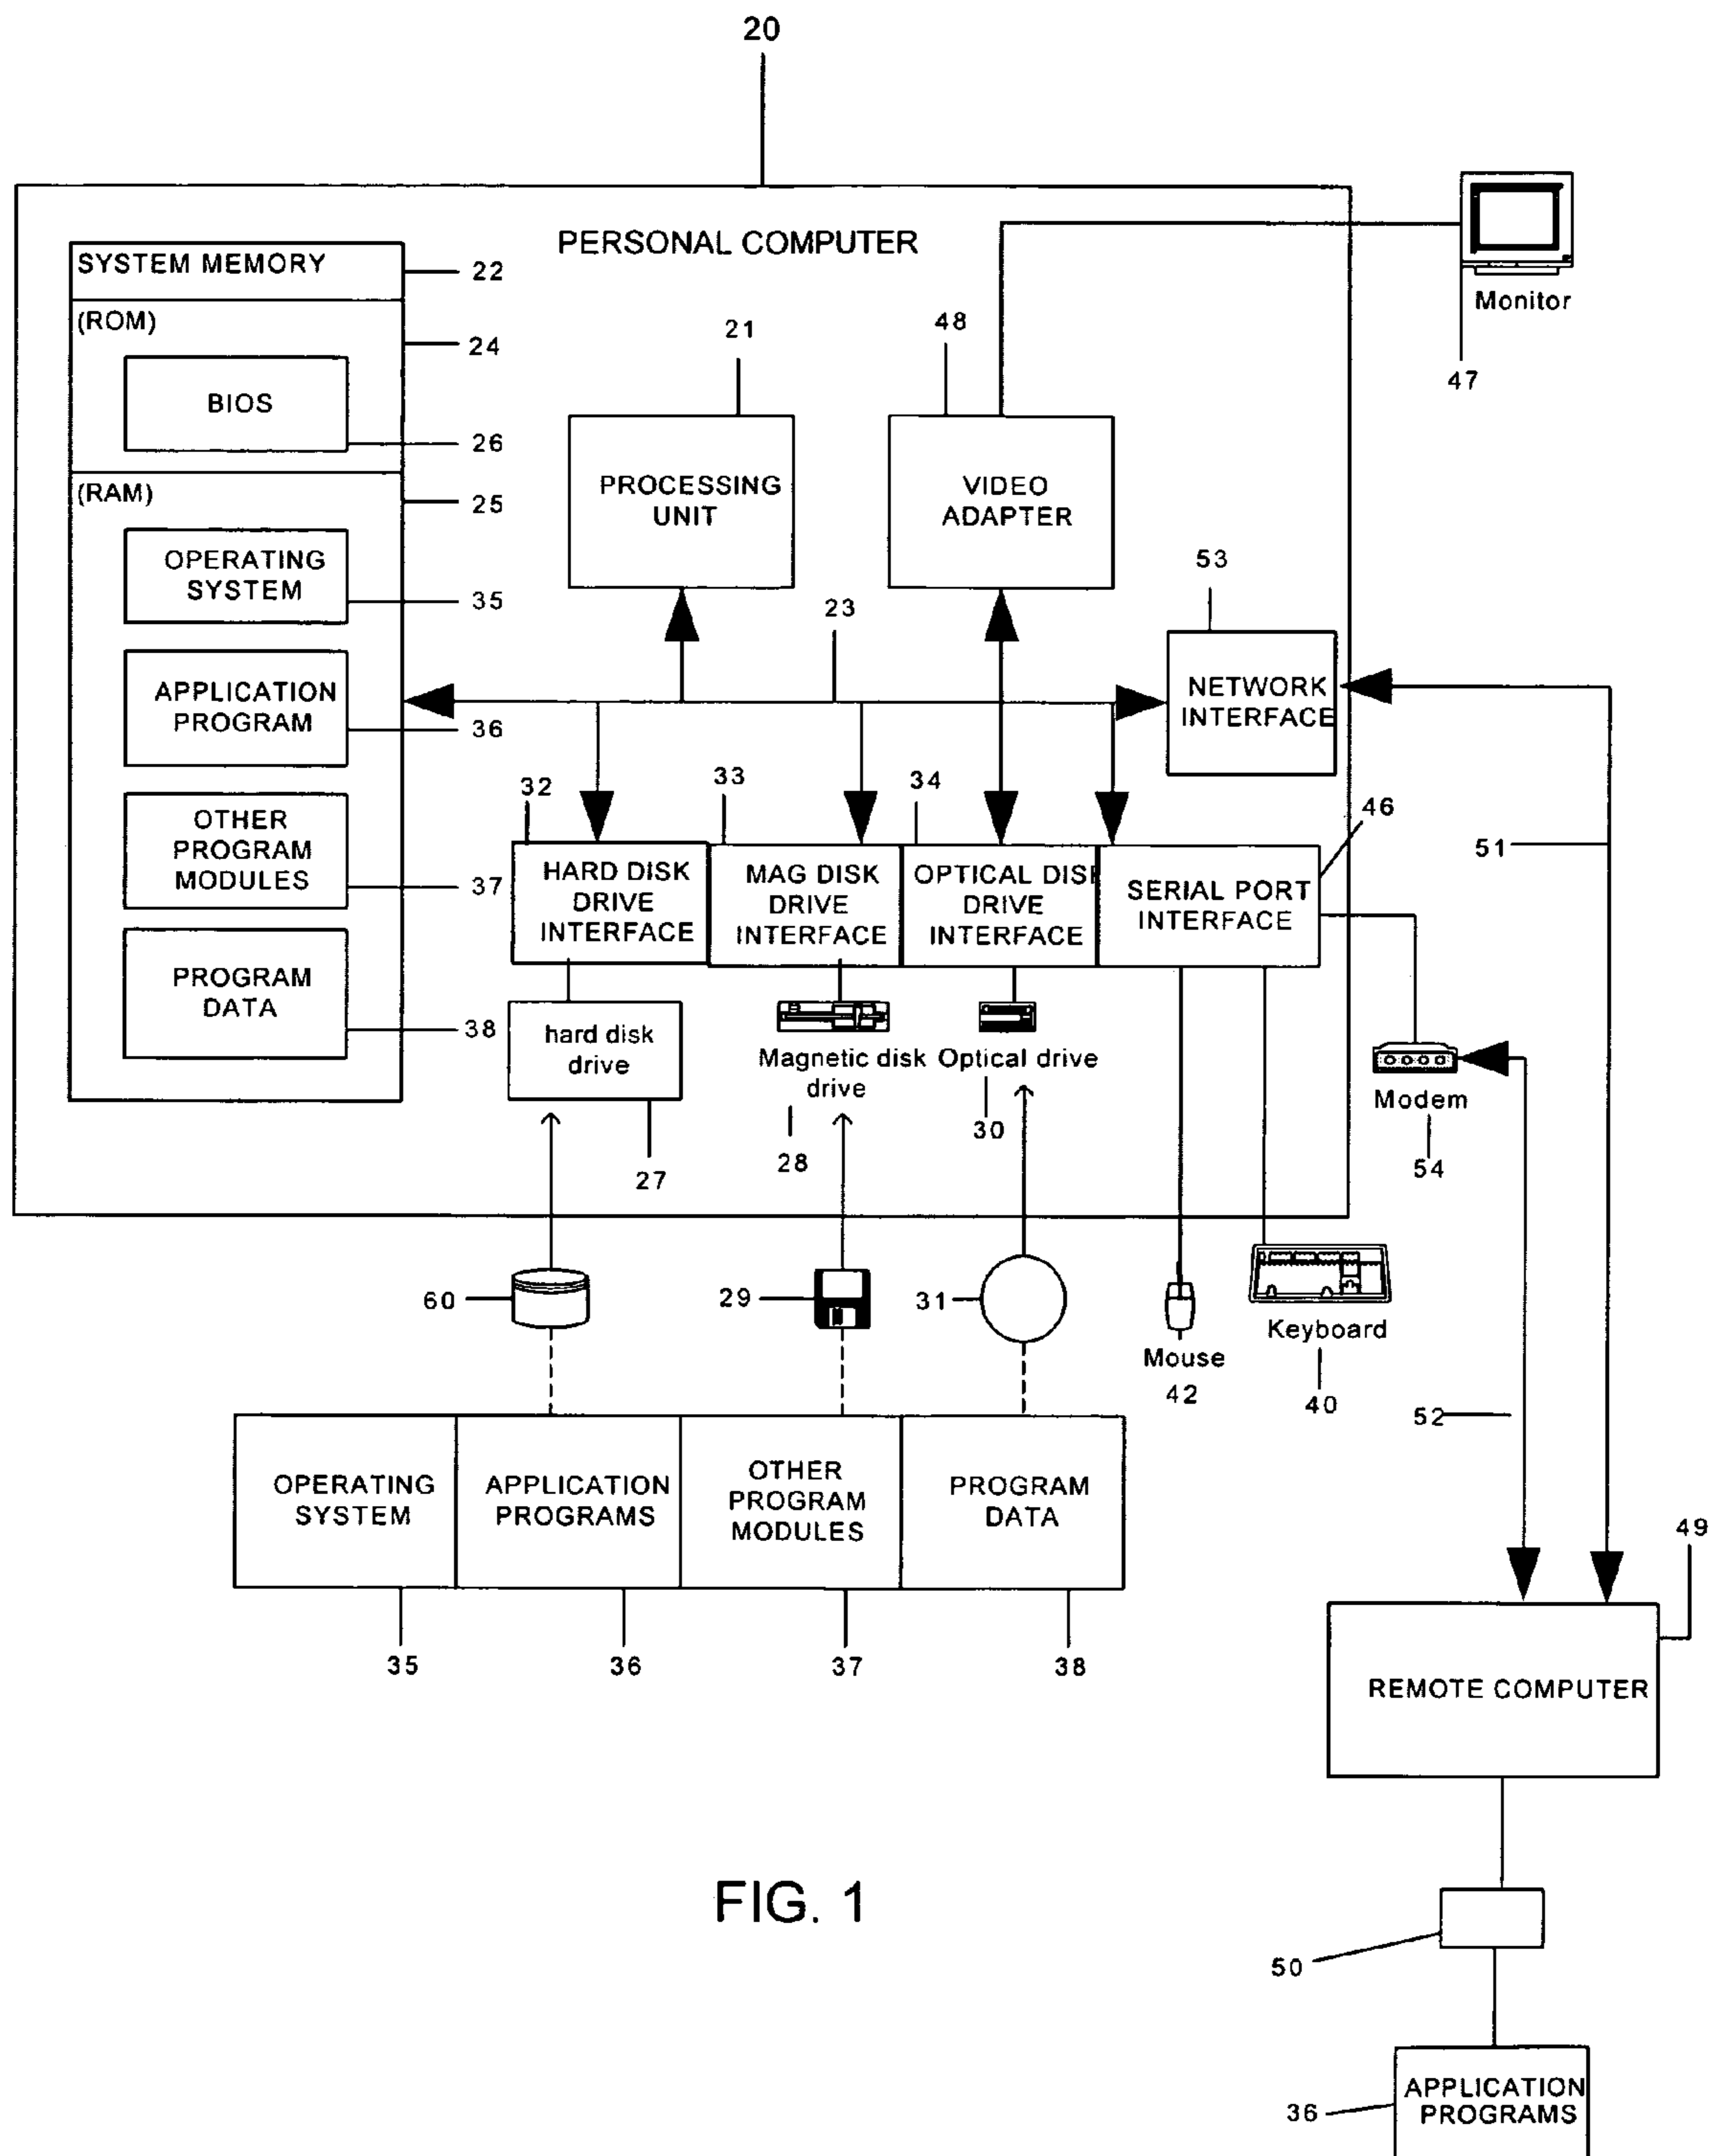 20
PERSONAL COMPUTER
SYSTEM MEMORY
22
(ROM)
24
BIOS
26
(RAM)
25
OPERATING
SYSTEM
35
APPLICATION
PROGRAM
36
OTHER
PROGRAM
MODULES
37
PROGRAM
DATA
38
21
PROCESSING
UNIT
48
VIDEO
ADAPTER
Monitor
47
23
53
NETWORK
INTERFACE
32
HARD DISK
DRIVE
INTERFACE
33
MAG DISK
DRIVE
INTERFACE
34
OPTICAL DISK
DRIVE
INTERFACE
46
SERIAL PORT
INTERFACE
51
hard disk
drive
27
Magnetic disk
drive
28
Optical drive
30
Modem
54
60
29
31
Mouse
42
Keyboard
40
52
OPERATING
SYSTEM
APPLICATION
PROGRAMS
OTHER
PROGRAM
MODULES
PROGRAM
DATA
35
36
37
38
49
REMOTE COMPUTER
FIG. 1
50
APPLICATION
PROGRAMS
36